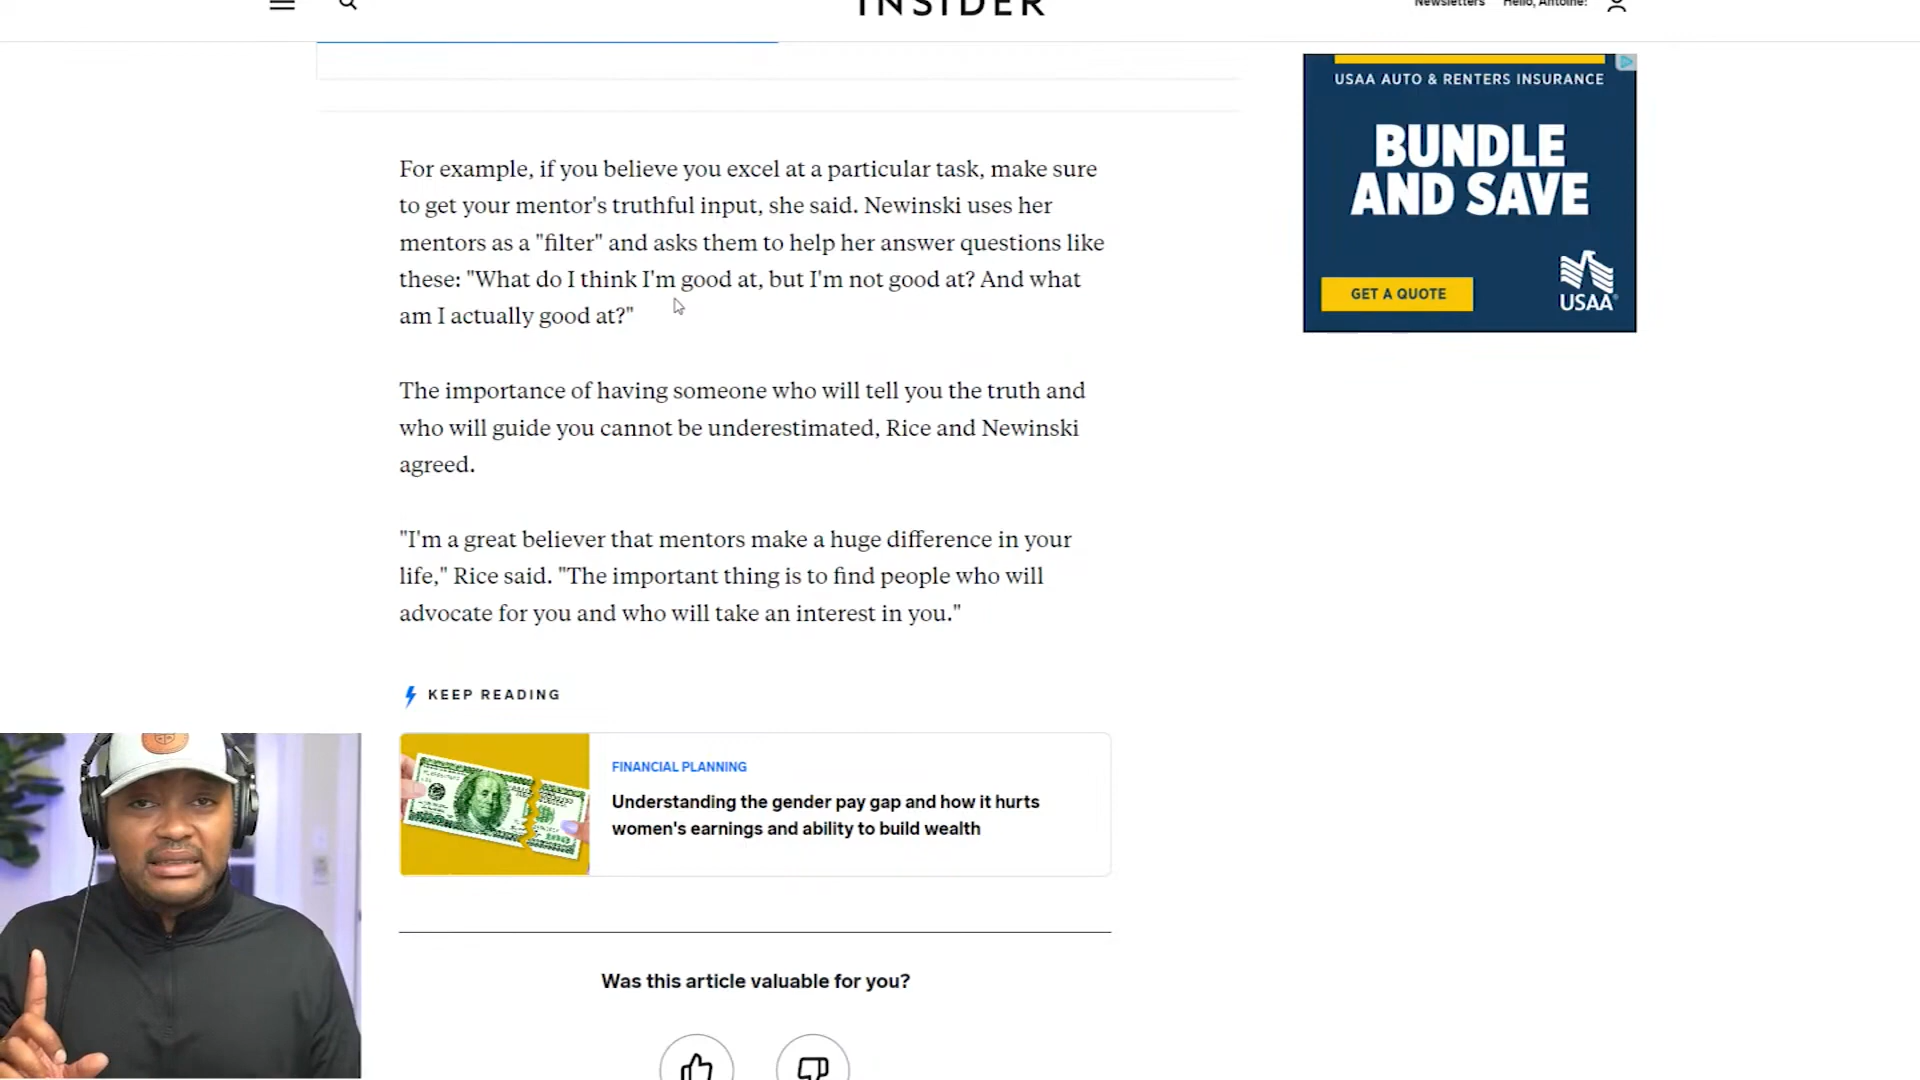 INSIDER
Newsletters
Hello, Antoine!
USAA AUTO & RENTERS INSURANCE
BUNDLE
AND SAVE
GET A QUOTE
USAA
For example, if you believe you excel at a particular task, make sure
to get your mentor's truthful input, she said. Newinski uses her
mentors as a "filter" and asks them to help her answer questions like
these: "What do I think I'm good at, but I'm not good at? And what
am I actually good at?"
The importance of having someone who will tell you the truth and
who will guide you cannot be underestimated, Rice and Newinski
agreed.
"I'm a great believer that mentors make a huge difference in your
life," Rice said. "The important thing is to find people who will
advocate for you and who will take an interest in you."
KEEP READING
FINANCIAL PLANNING
Understanding the gender pay gap and how it hurts
women's earnings and ability to build wealth
Was this article valuable for you?